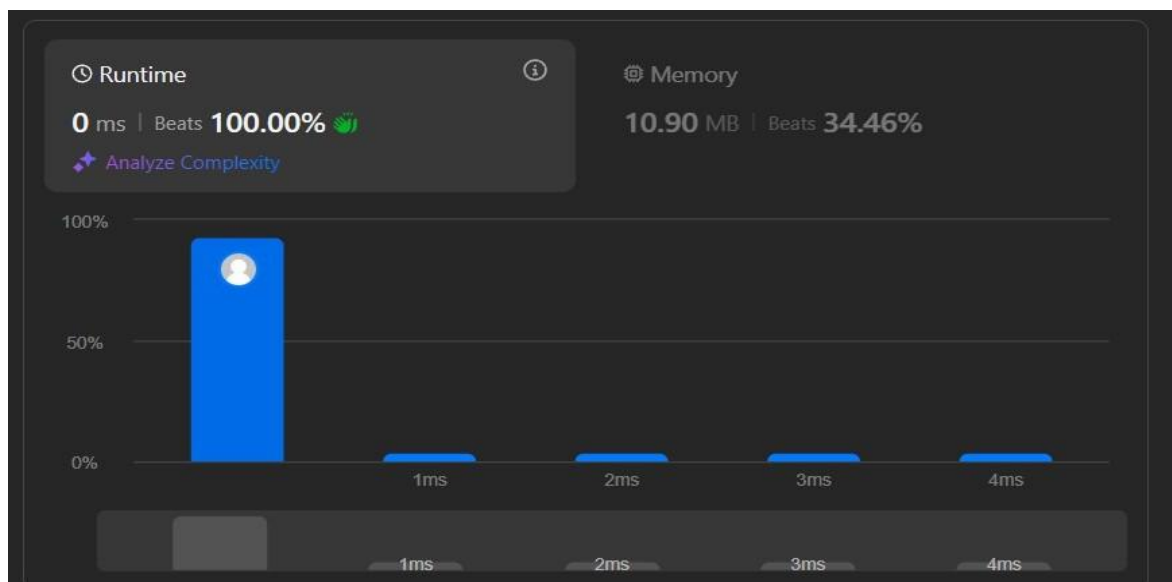 Runtime
0 ms | Beats 100.00%
Analyze Complexity
Memory
10.90 MB | Beats 34.46%
100%
50%
0%
1ms 2ms 3ms 4ms
1ms 2ms 3ms 4ms